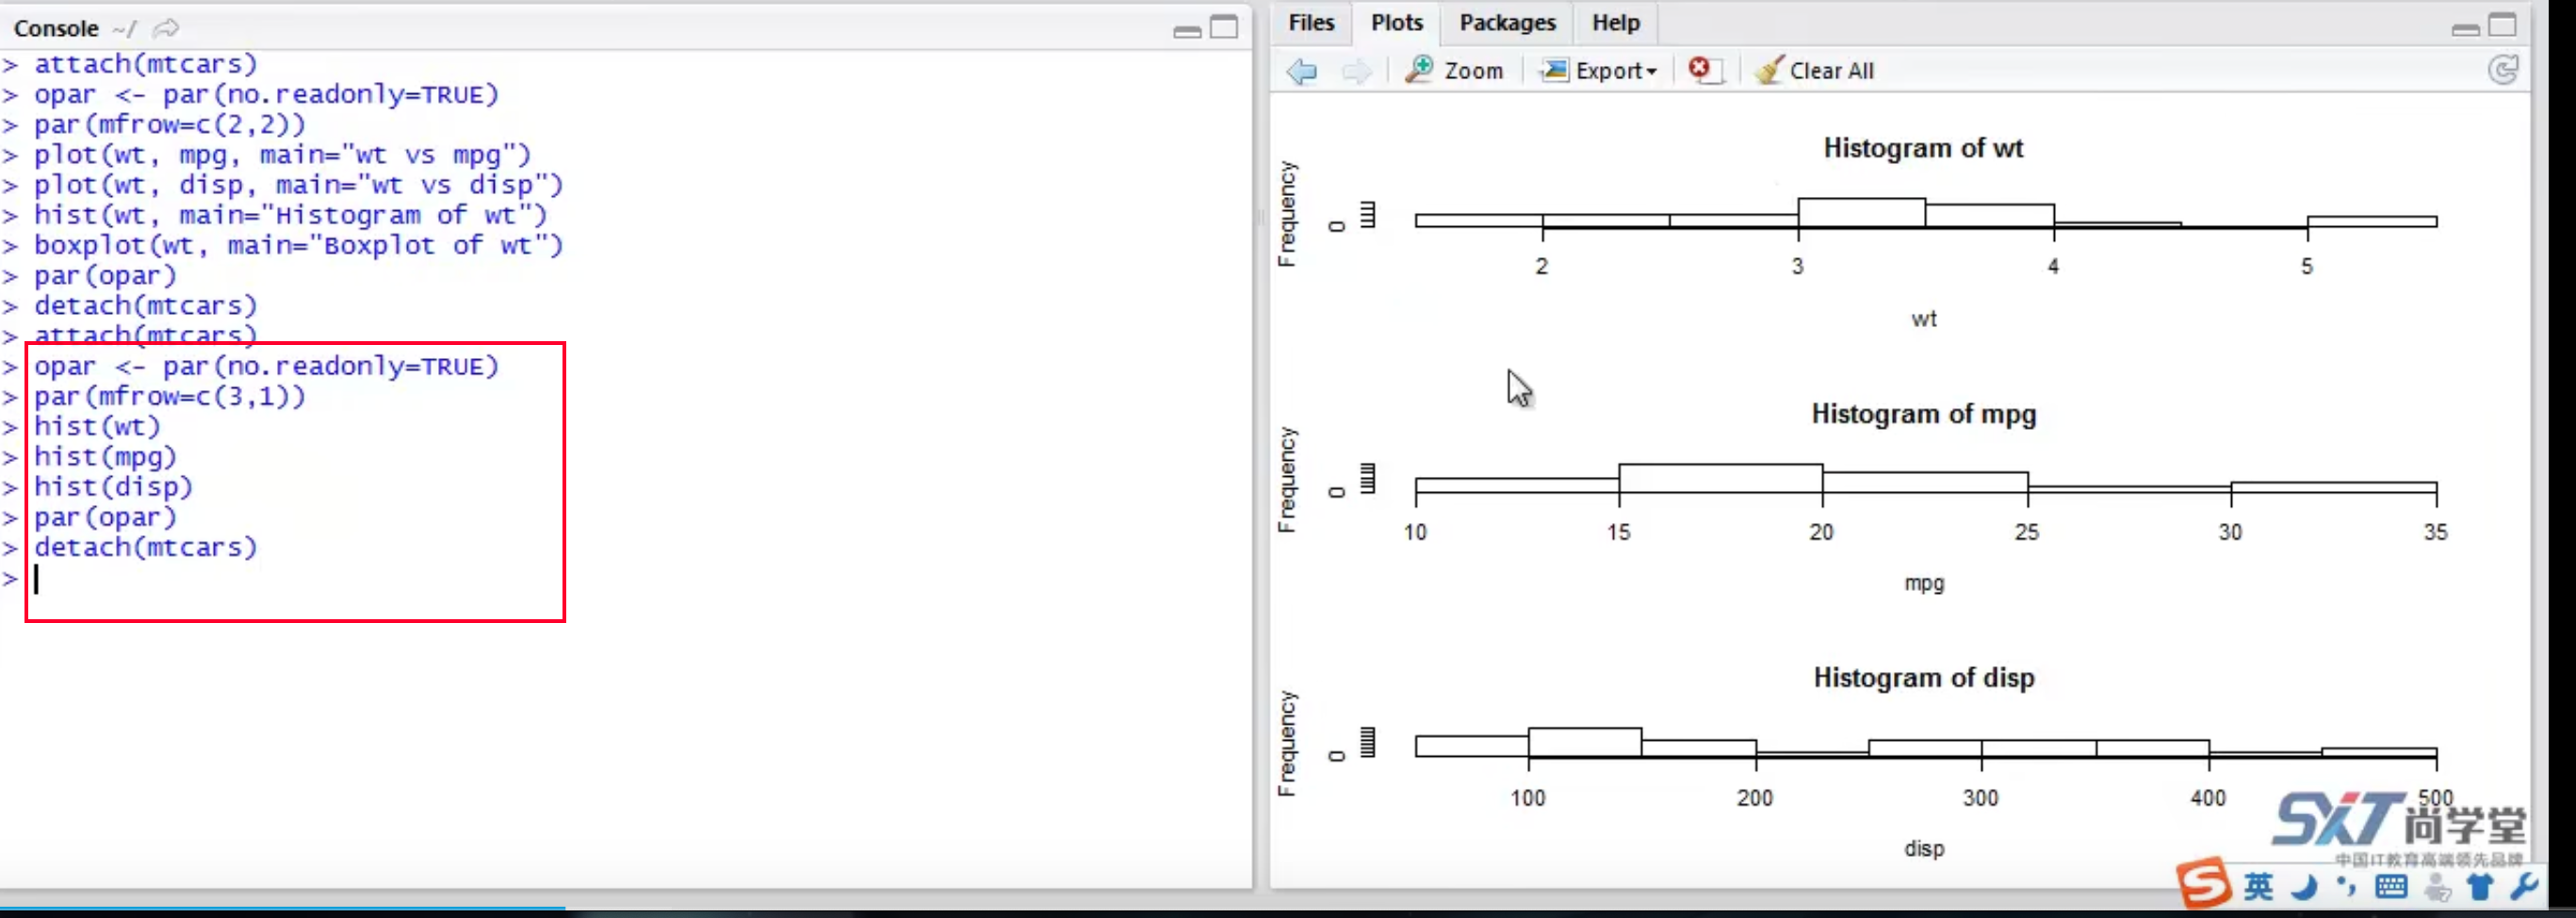 Console ~/
> attach(mtcars)
> opar <- par(no.readonly=TRUE)
> par(mfrow=c(2,2))
> plot(wt, mpg, main="wt vs mpg")
> plot(wt, disp, main="wt vs disp")
> hist(wt, main="Histogram of wt")
> boxplot(wt, main="Boxplot of wt")
> par(opar)
> detach(mtcars)
> attach(mtcars)
> opar <- par(no.readonly=TRUE)
> par(mfrow=c(3,1))
> hist(wt)
> hist(mpg)
> hist(disp)
> par(opar)
> detach(mtcars)
>
Files Plots Packages Help
Zoom Export Clear All
Histogram of wt
Frequency
0
2 3 4 5
wt
Histogram of mpg
Frequency
0
10 15 20 25 30 35
mpg
Histogram of disp
Frequency
0
100 200 300 400 500
disp
SXT 尚学堂
中国IT教育高端领先品牌
S 英